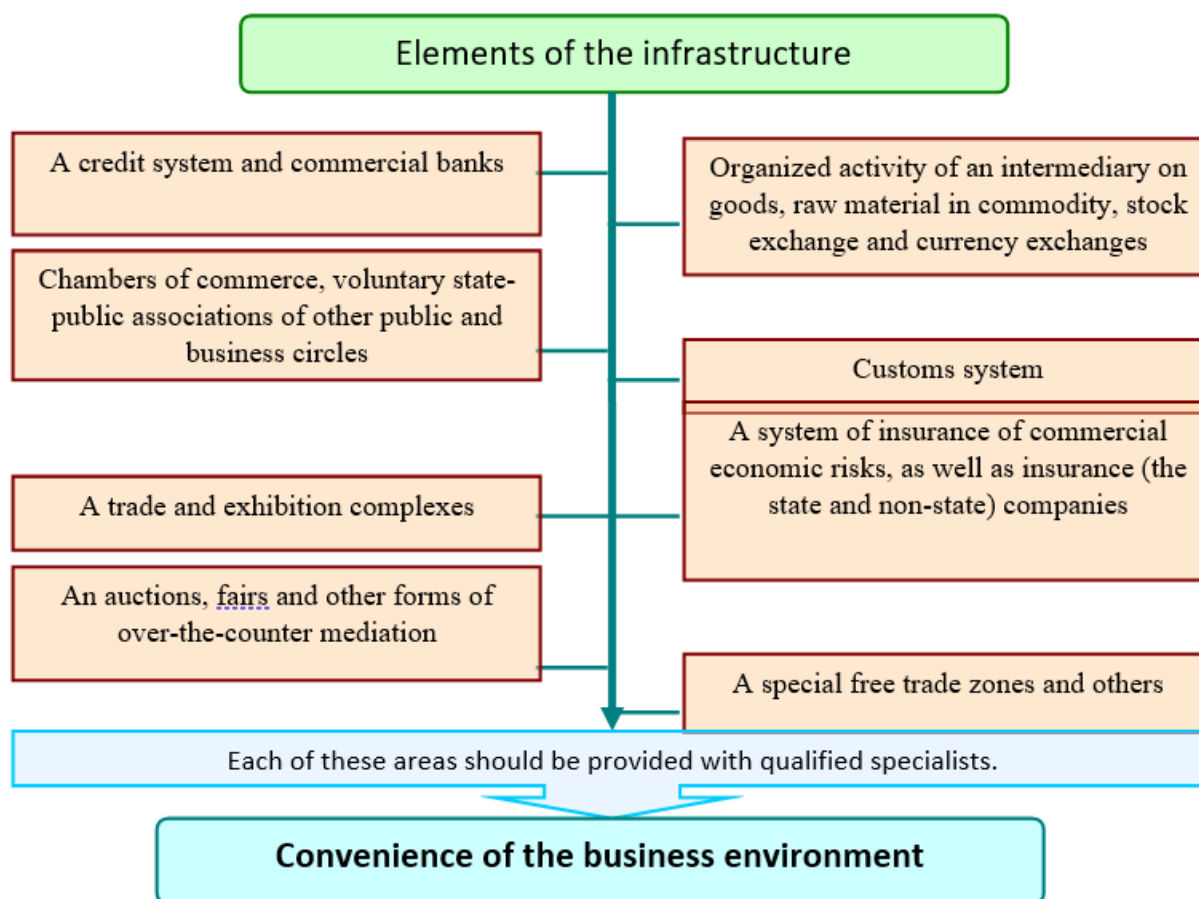 Elements of the infrastructure
A credit system and commercial banks
Organized activity of an intermediary on
goods, raw material in commodity, stock
exchange and currency exchanges
Chambers of commerce, voluntary state-
public associations of other public and
business circles
Customs system
A system of insurance of commercial
economic risks, as well as insurance (the
state and non-state) companies
A trade and exhibition complexes
An auctions, fairs and other forms of
over-the-counter mediation
A special free trade zones and others
Each of these areas should be provided with qualified specialists.
Convenience of the business environment